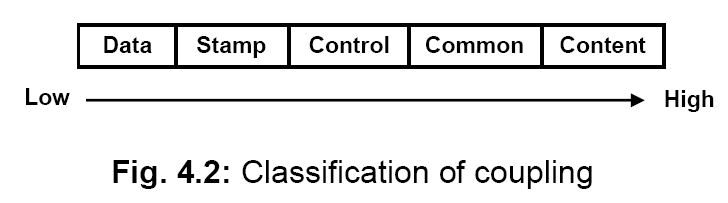 Data Stamp Control Common Content
Low High
Fig. 4.2: Classification of coupling